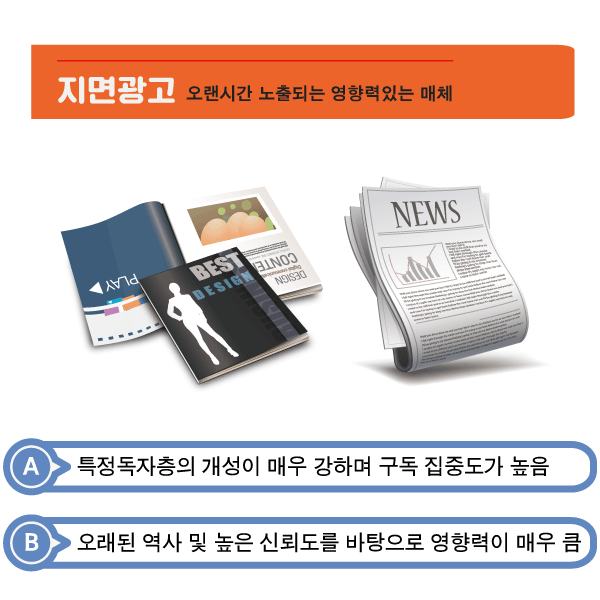 지면광고 오랜시간 노출되는 영향력있는 매체
PLAY
BEST
DESIGN
DESIGN
CONTE
NEWS
A 특정독자층의 개성이 매우 강하며 구독 집중도가 높음
B 오래된 역사 및 높은 신뢰도를 바탕으로 영향력이 매우 큼